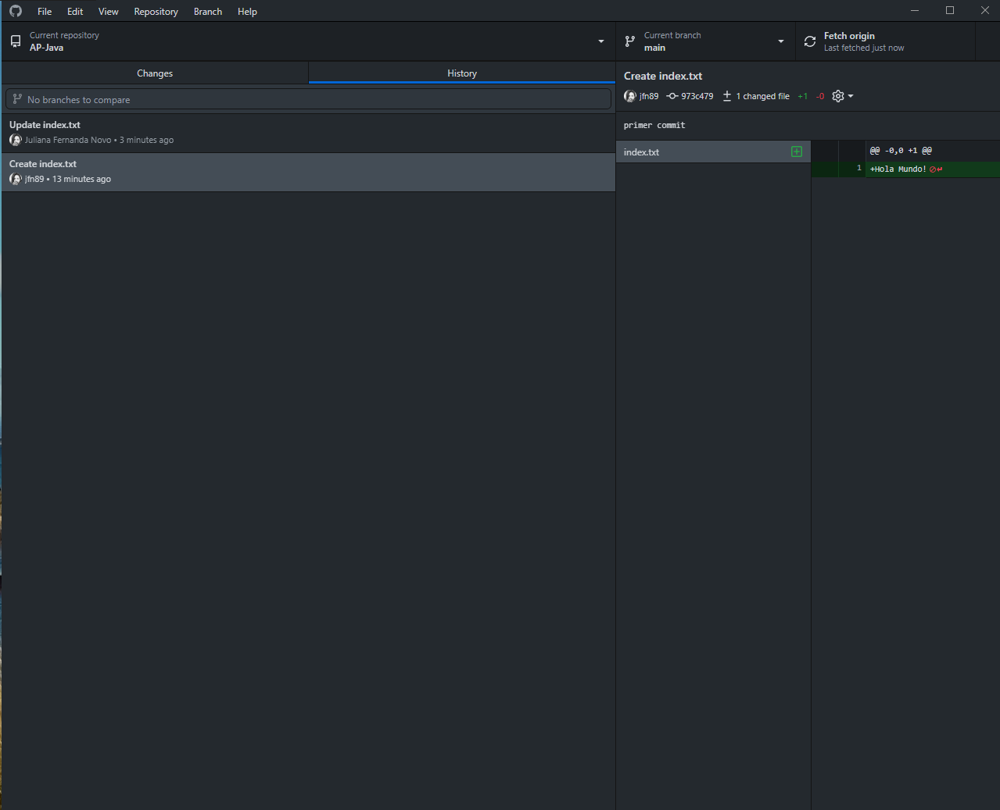 File Edit View Repository Branch Help
Current repository
AP-Java
Current branch
main
Fetch origin
Last fetched just now
Changes
History
No branches to compare
Update index.txt
Juliana Fernanda Novo • 3 minutes ago
Create index.txt
jfn89 • 13 minutes ago
Create index.txt
jfn89 973c479 1 changed file +1 -0
primer commit
index.txt
@@ -0,0 +1 @@
1 +Hola Mundo!